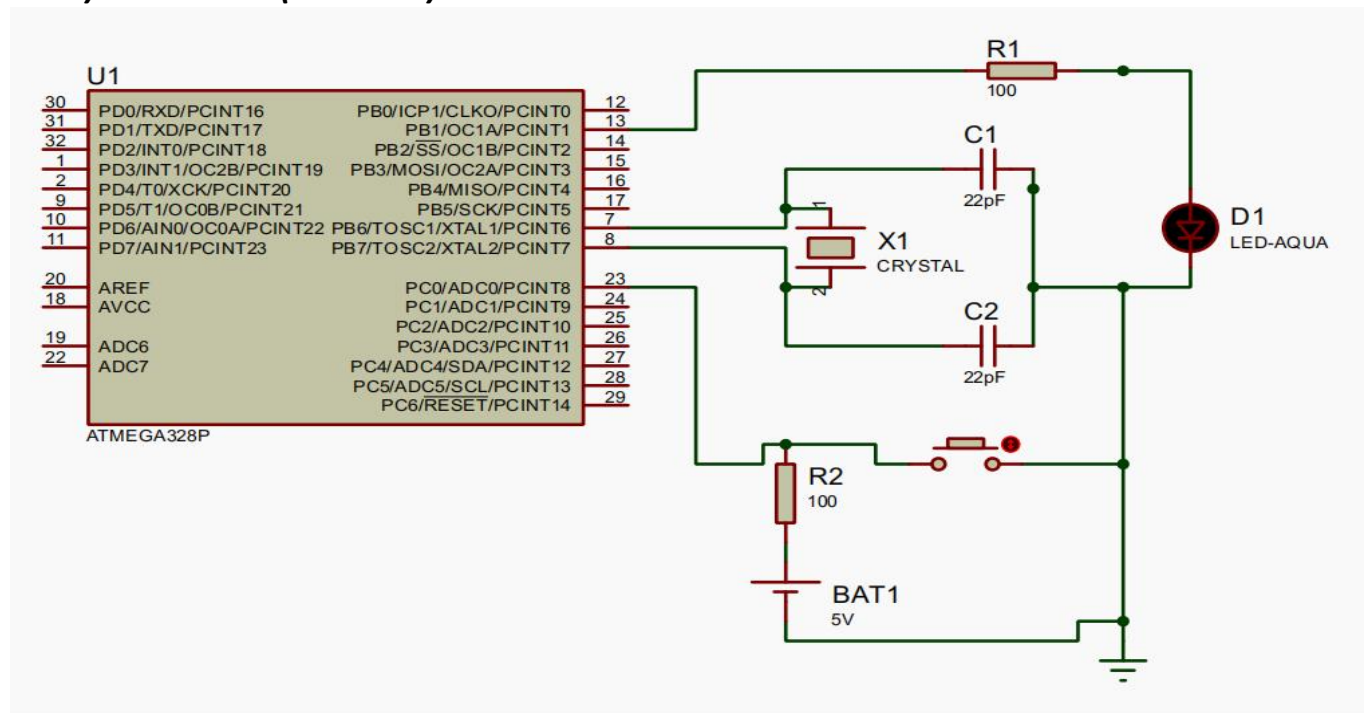 U1
30 PD0/RXD/PCINT16 PB0/ICP1/CLKO/PCINT0 12
31 PD1/TXD/PCINT17 PB1/OC1A/PCINT1 13
32 PD2/INT0/PCINT18 PB2/SS/OC1B/PCINT2 14
1 PD3/INT1/OC2B/PCINT19 PB3/MOSI/OC2A/PCINT3 15
2 PD4/T0/XCK/PCINT20 PB4/MISO/PCINT4 16
9 PD5/T1/OC0B/PCINT21 PB5/SCK/PCINT5 17
10 PD6/AIN0/OC0A/PCINT22 PB6/TOSC1/XTAL1/PCINT6 7
11 PD7/AIN1/PCINT23 PB7/TOSC2/XTAL2/PCINT7 8
20 AREF PC0/ADC0/PCINT8 23
18 AVCC PC1/ADC1/PCINT9 24
PC2/ADC2/PCINT10 25
19 ADC6 PC3/ADC3/PCINT11 26
22 ADC7 PC4/ADC4/SDA/PCINT12 27
PC5/ADC5/SCL/PCINT13 28
PC6/RESET/PCINT14 29
ATMEGA328P
R1
100
C1
22pF
1
X1
CRYSTAL
2
D1
LED-AQUA
C2
22pF
R2
100
BAT1
5V